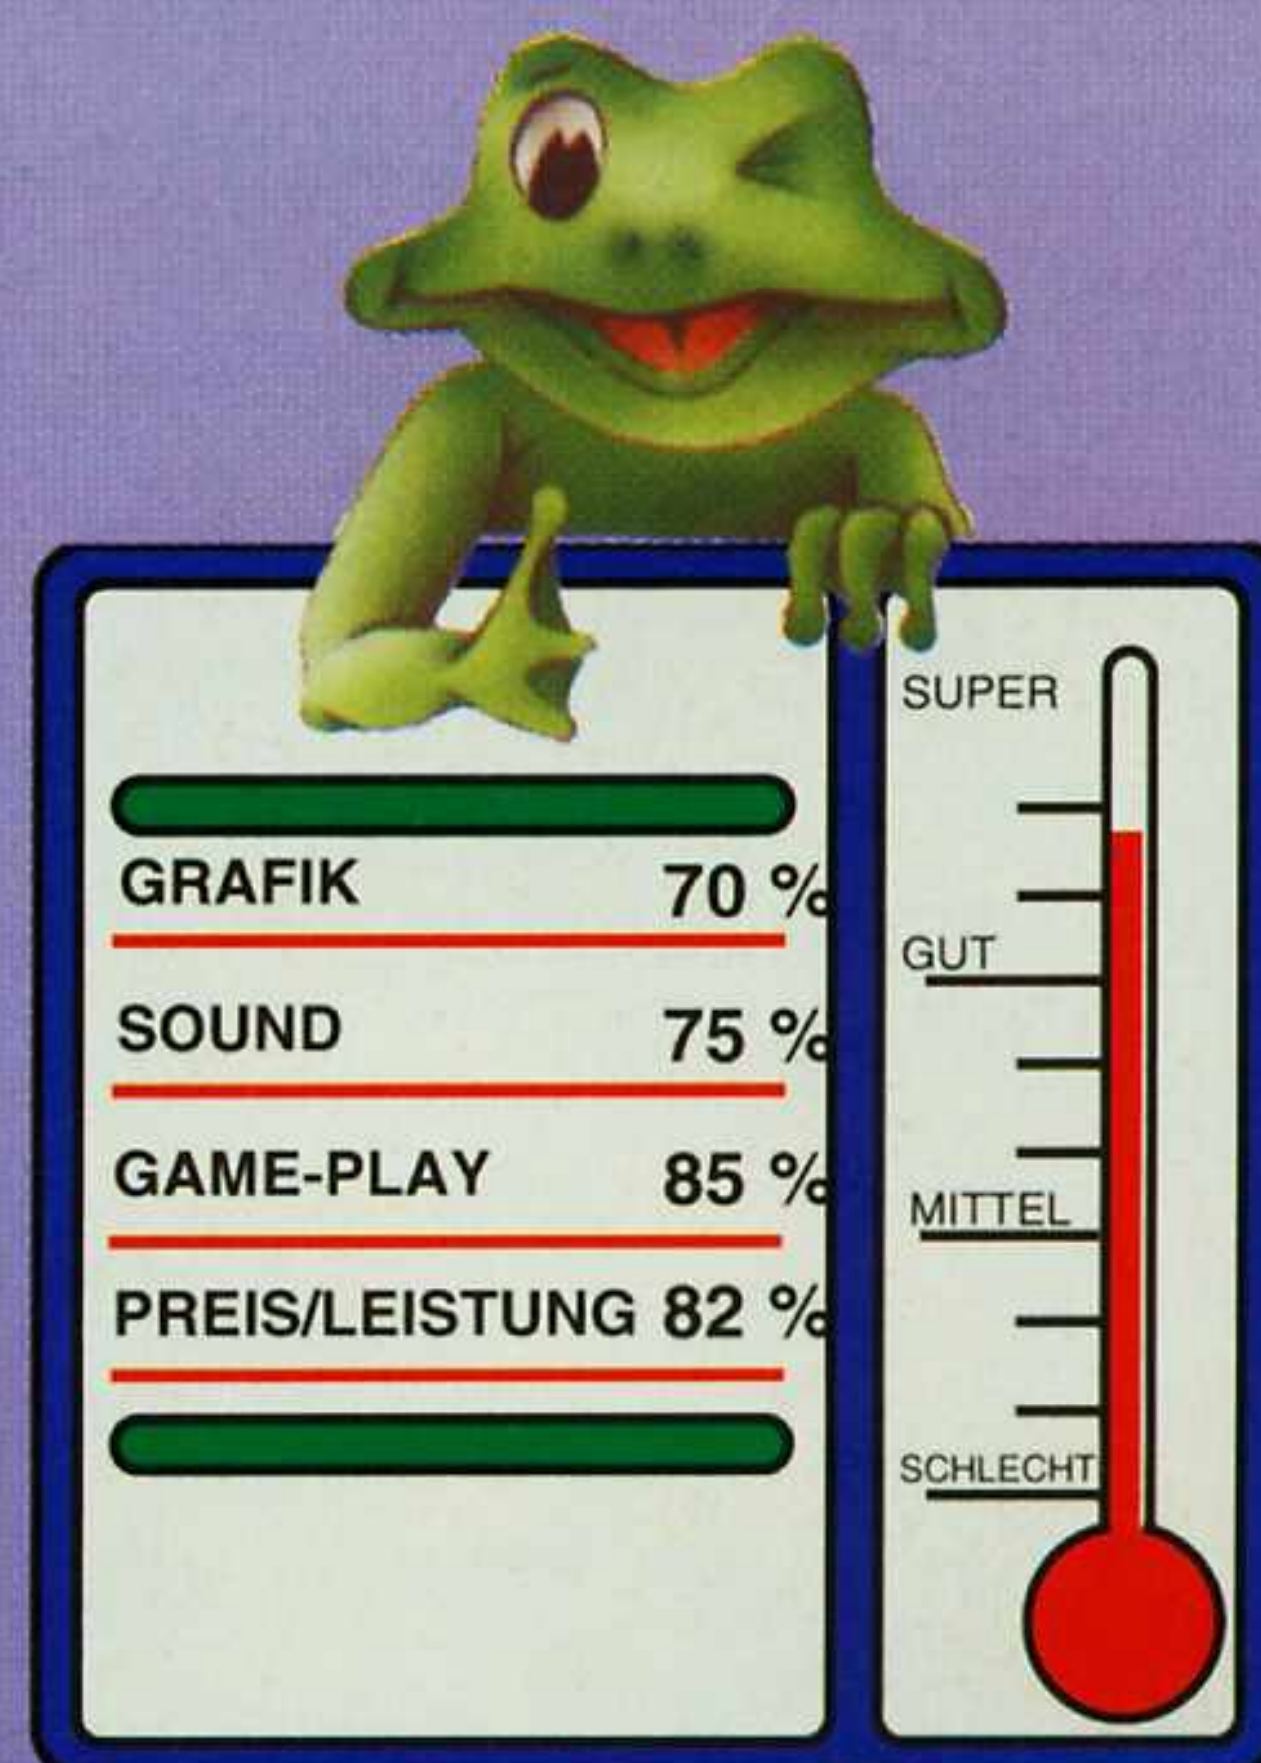 GRAFIK 70 %
SOUND 75 %
GAME-PLAY 85 %
PREIS/LEISTUNG 82 %
SUPER
GUT
MITTEL
SCHLECHT